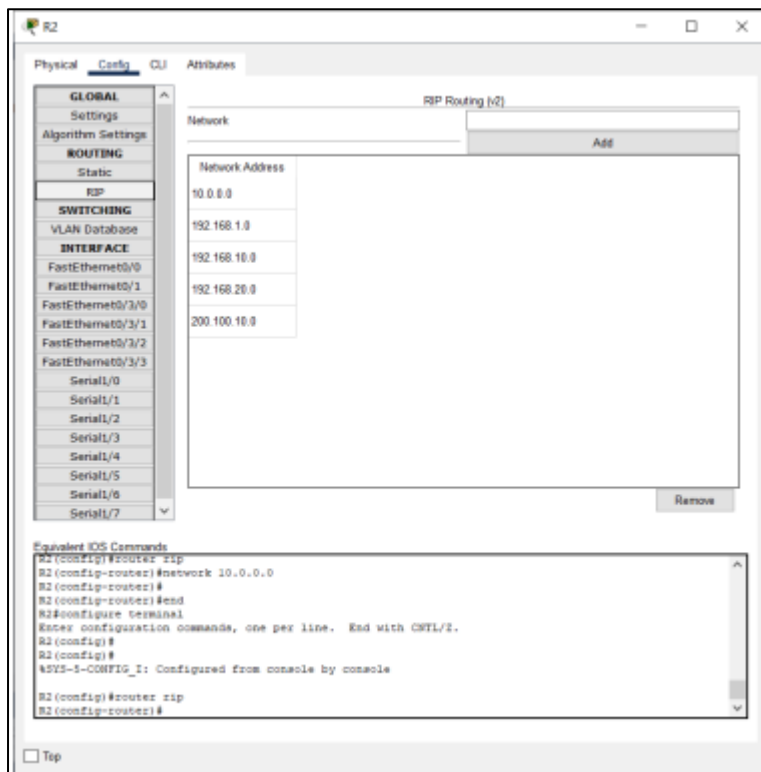 R2
Physical Config CLI Attributes
GLOBAL
Settings
Algorithm Settings
ROUTING
Static
RIP
SWITCHING
VLAN Database
INTERFACE
FastEthernet0/0
FastEthernet0/1
FastEthernet0/3/0
FastEthernet0/3/1
FastEthernet0/3/2
FastEthernet0/3/3
Serial1/0
Serial1/1
Serial1/2
Serial1/3
Serial1/4
Serial1/5
Serial1/6
Serial1/7
RIP Routing (v2)
Network
Add
Network Address
10.0.0.0
192.168.1.0
192.168.10.0
192.168.20.0
200.100.10.0
Remove
Equivalent IOS Commands
R2(config)#router rip
R2(config-router)#network 10.0.0.0
R2(config-router)#
R2(config-router)#end
R2#configure terminal
Enter configuration commands, one per line. End with CNTL/Z.
R2(config)#
R2(config)#
%SYS-5-CONFIG_I: Configured from console by console
R2(config)#router rip
R2(config-router)#
Top